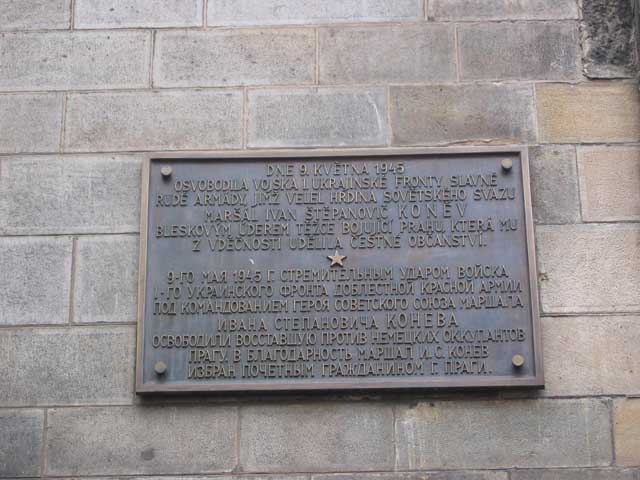 DNE 9. KVĚTNA 1945
OSVOBODILA VOJSKA 1. UKRAJINSKÉ FRONTY SLAVNÉ
RUDÉ ARMÁDY, JIMŽ VELEL HRDINA SOVĚTSKÉHO SVAZU
MARŠÁL IVAN ŠTĚPANOVIČ KONĚV
BLESKOVÝM ÚDEREM TĚŽCE BOJUJÍCÍ PRAHU, KTERÁ MU
Z VDĚČNOSTI UDĚLILA ČESTNÉ OBČANSTVÍ.
9-ГО МАЯ 1945 Г. СТРЕМИТЕЛЬНЫМ УДАРОМ ВОЙСКА
1-ГО УКРАИНСКОГО ФРОНТА ДОБЛЕСТНОЙ КРАСНОЙ АРМИИ
ПОД КОМАНДОВАНИЕМ ГЕРОЯ СОВЕТСКОГО СОЮЗА МАРШАЛА
ИВАНА СТЕПАНОВИЧА КОНЕВА
ОСВОБОДИЛИ ВОССТАВШУЮ ПРОТИВ НЕМЕЦКИХ ОККУПАНТОВ
ПРАГУ. В БЛАГОДАРНОСТЬ МАРШАЛ И. С. КОНЕВ
ИЗБРАН ПОЧЕТНЫМ ГРАЖДАНИНОМ Г. ПРАГИ.